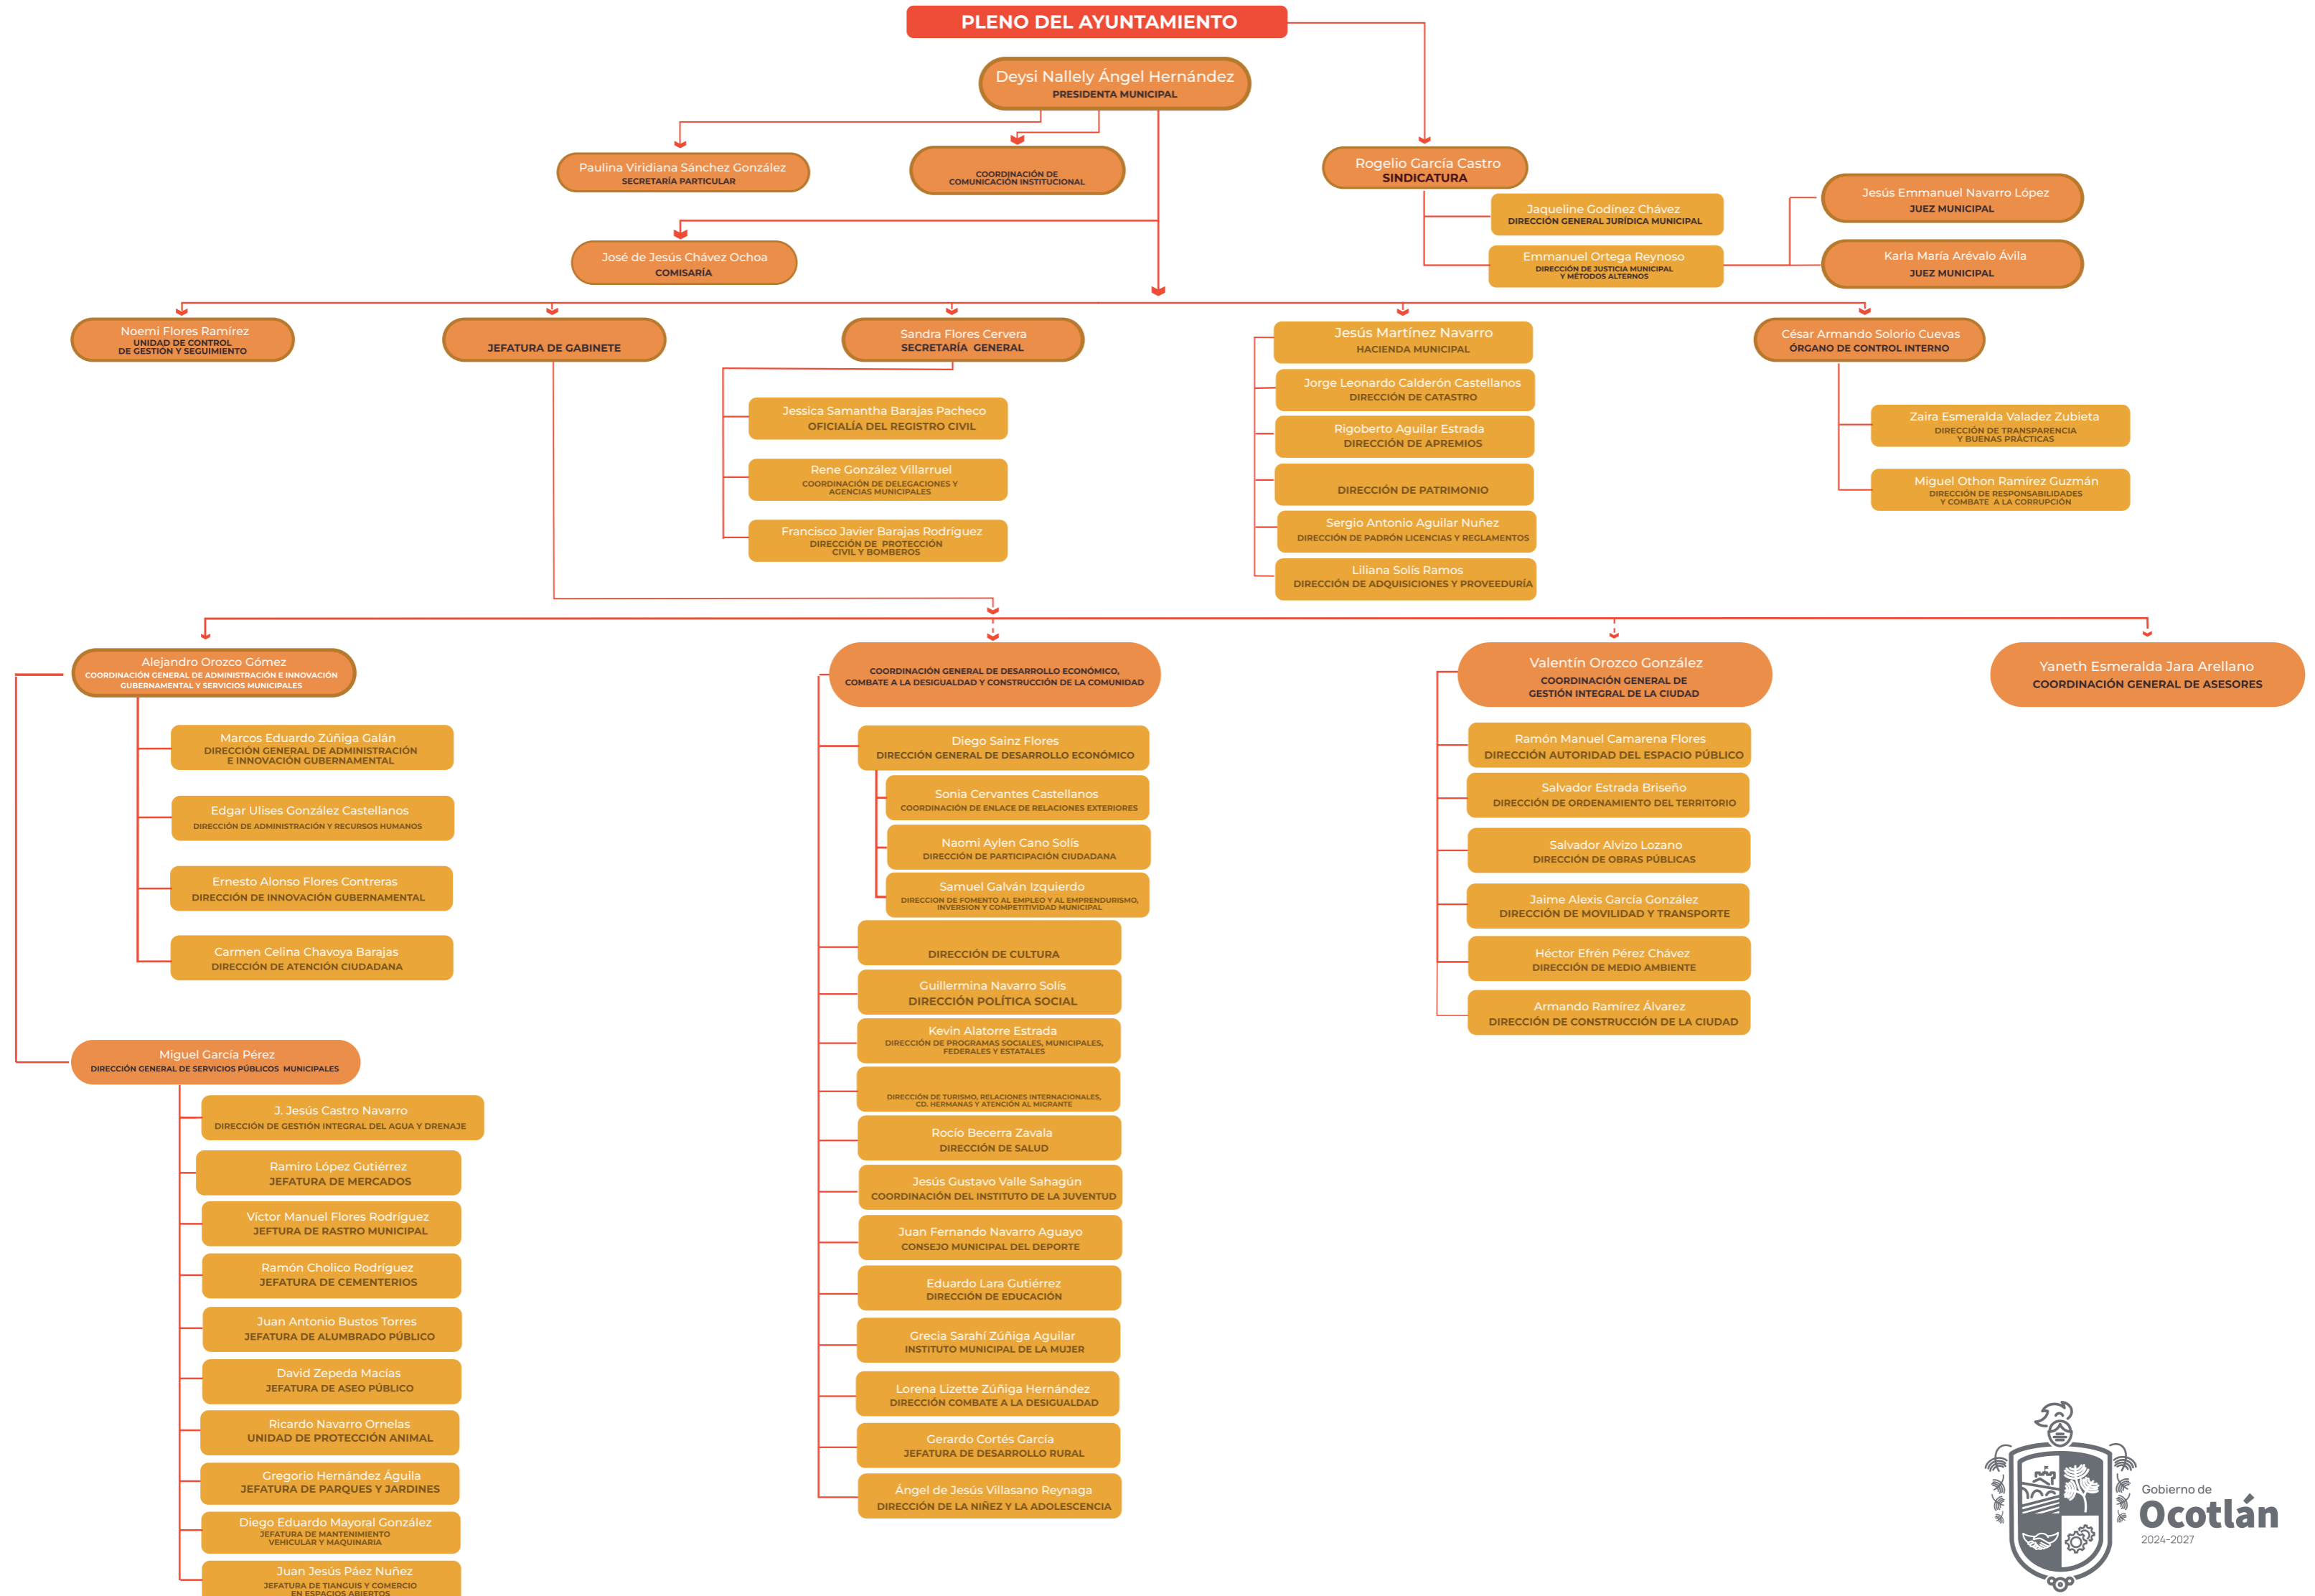 PLENO DEL AYUNTAMIENTO
Deysi Nallely Ángel Hernández
PRESIDENTA MUNICIPAL
Paulina Viridiana Sánchez González
SECRETARÍA PARTICULAR
COORDINACIÓN DE
COMUNICACIÓN INSTITUCIONAL
Rogelio García Castro
SINDICATURA
Jaqueline Godínez Chávez
DIRECCIÓN GENERAL JURÍDICA MUNICIPAL
Emmanuel Ortega Reynoso
DIRECCIÓN DE JUSTICIA MUNICIPAL
Y MÉTODOS ALTERNOS
Jesús Emmanuel Navarro López
JUEZ MUNICIPAL
Karla María Arévalo Ávila
JUEZ MUNICIPAL
José de Jesús Chávez Ochoa
COMISARÍA
Noemi Flores Ramírez
UNIDAD DE CONTROL
DE GESTIÓN Y SEGUIMIENTO
JEFATURA DE GABINETE
Sandra Flores Cervera
SECRETARÍA  GENERAL
Jessica Samantha Barajas Pacheco
OFICIALÍA DEL REGISTRO CIVIL
Rene González Villarruel
COORDINACIÓN DE DELEGACIONES Y
AGENCIAS MUNICIPALES
Francisco Javier Barajas Rodríguez
DIRECCIÓN DE  PROTECCIÓN
CIVIL Y BOMBEROS
Jesús Martínez Navarro
HACIENDA MUNICIPAL
Jorge Leonardo Calderón Castellanos
DIRECCIÓN DE CATASTRO
Rigoberto Aguilar Estrada
DIRECCIÓN DE APREMIOS
DIRECCIÓN DE PATRIMONIO
Sergio Antonio Aguilar Nuñez
DIRECCIÓN DE PADRÓN LICENCIAS Y REGLAMENTOS
Liliana Solís Ramos
DIRECCIÓN DE ADQUISICIONES Y PROVEEDURÍA
César Armando Solorio Cuevas
ÓRGANO DE CONTROL INTERNO
Zaira Esmeralda Valadez Zubieta
DIRECCIÓN DE TRANSPARENCIA
Y BUENAS PRÁCTICAS
Miguel Othon Ramírez Guzmán
DIRECCIÓN DE RESPONSABILIDADES
Y COMBATE  A LA CORRUPCIÓN
Alejandro Orozco Gómez
COORDINACIÓN GENERAL DE ADMINISTRACIÓN E INNOVACIÓN
GUBERNAMENTAL Y SERVICIOS MUNICIPALES
Marcos Eduardo Zúñiga Galán
DIRECCIÓN GENERAL DE ADMINISTRACIÓN
E INNOVACIÓN GUBERNAMENTAL
Edgar Ulises González Castellanos
DIRECCIÓN DE ADMINISTRACIÓN Y RECURSOS HUMANOS
Ernesto Alonso Flores Contreras
DIRECCIÓN DE INNOVACIÓN GUBERNAMENTAL
Carmen Celina Chavoya Barajas
DIRECCIÓN DE ATENCIÓN CIUDADANA
Miguel García Pérez
DIRECCIÓN GENERAL DE SERVICIOS PÚBLICOS  MUNICIPALES
J. Jesús Castro Navarro
DIRECCIÓN DE GESTIÓN INTEGRAL DEL AGUA Y DRENAJE
Ramiro López Gutiérrez
JEFATURA DE MERCADOS
Víctor Manuel Flores Rodríguez
JEFTURA DE RASTRO MUNICIPAL
Ramón Cholico Rodríguez
JEFATURA DE CEMENTERIOS
Juan Antonio Bustos Torres
JEFATURA DE ALUMBRADO PÚBLICO
David Zepeda Macías
JEFATURA DE ASEO PÚBLICO
Ricardo Navarro Ornelas
UNIDAD DE PROTECCIÓN ANIMAL
Gregorio Hernández Águila
JEFATURA DE PARQUES Y JARDINES
Diego Eduardo Mayoral González
JEFATURA DE MANTENIMIENTO
VEHICULAR Y MAQUINARIA
Juan Jesús Páez Nuñez
JEFATURA DE TIANGUIS Y COMERCIO
EN ESPACIOS ABIERTOS
COORDINACIÓN GENERAL DE DESARROLLO ECONÓMICO,
COMBATE A LA DESIGUALDAD Y CONSTRUCCIÓN DE LA COMUNIDAD
Diego Sainz Flores
DIRECCIÓN GENERAL DE DESARROLLO ECONÓMICO
Sonia Cervantes Castellanos
COORDINACIÓN DE ENLACE DE RELACIONES EXTERIORES
Naomi Aylen Cano Solís
DIRECCIÓN DE PARTICIPACIÓN CIUDADANA
Samuel Galván Izquierdo
DIRECCION DE FOMENTO AL EMPLEO Y AL EMPRENDURISMO,
INVERSION Y COMPETITIVIDAD MUNICIPAL
DIRECCIÓN DE CULTURA
Guillermina Navarro Solís
DIRECCIÓN POLÍTICA SOCIAL
Kevin Alatorre Estrada
DIRECCIÓN DE PROGRAMAS SOCIALES, MUNICIPALES,
FEDERALES Y ESTATALES
DIRECCIÓN DE TURISMO, RELACIONES INTERNACIONALES,
CD. HERMANAS Y ATENCIÓN AL MIGRANTE
Rocío Becerra Zavala
DIRECCIÓN DE SALUD
Jesús Gustavo Valle Sahagún
COORDINACIÓN DEL INSTITUTO DE LA JUVENTUD
Juan Fernando Navarro Aguayo
CONSEJO MUNICIPAL DEL DEPORTE
Eduardo Lara Gutiérrez
DIRECCIÓN DE EDUCACIÓN
Grecia Sarahí Zúñiga Aguilar
INSTITUTO MUNICIPAL DE LA MUJER
Lorena Lizette Zúñiga Hernández
DIRECCIÓN COMBATE A LA DESIGUALDAD
Gerardo Cortés García
JEFATURA DE DESARROLLO RURAL
Ángel de Jesús Villasano Reynaga
DIRECCIÓN DE LA NIÑEZ Y LA ADOLESCENCIA
Valentín Orozco González
COORDINACIÓN GENERAL DE
GESTIÓN INTEGRAL DE LA CIUDAD
Ramón Manuel Camarena Flores
DIRECCIÓN AUTORIDAD DEL ESPACIO PÚBLICO
Salvador Estrada Briseño
DIRECCIÓN DE ORDENAMIENTO DEL TERRITORIO
Salvador Alvizo Lozano
DIRECCIÓN DE OBRAS PÚBLICAS
Jaime Alexis García González
DIRECCIÓN DE MOVILIDAD Y TRANSPORTE
Héctor Efrén Pérez Chávez
DIRECCIÓN DE MEDIO AMBIENTE
Armando Ramírez Álvarez
DIRECCIÓN DE CONSTRUCCIÓN DE LA CIUDAD
Yaneth Esmeralda Jara Arellano
COORDINACIÓN GENERAL DE ASESORES
Gobierno de
Ocotlán
2024-2027